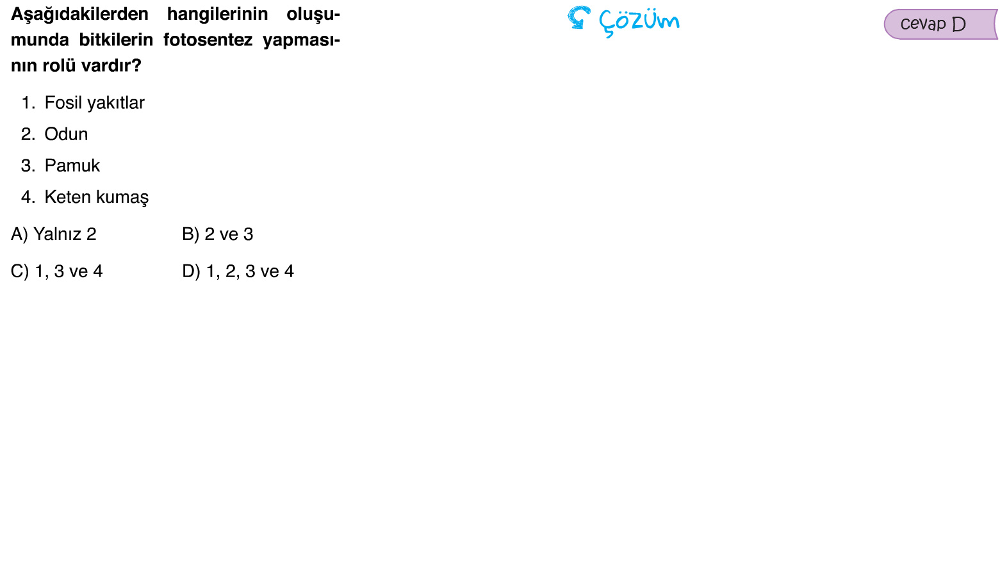 Aşağıdakilerden hangilerinin oluşu-
munda bitkilerin fotosentez yapması-
nın rolü vardır?
1. Fosil yakıtlar
2. Odun
3. Pamuk
4. Keten kumaş
A) Yalnız 2 B) 2 ve 3
C) 1, 3 ve 4 D) 1, 2, 3 ve 4
Çözüm
cevap D